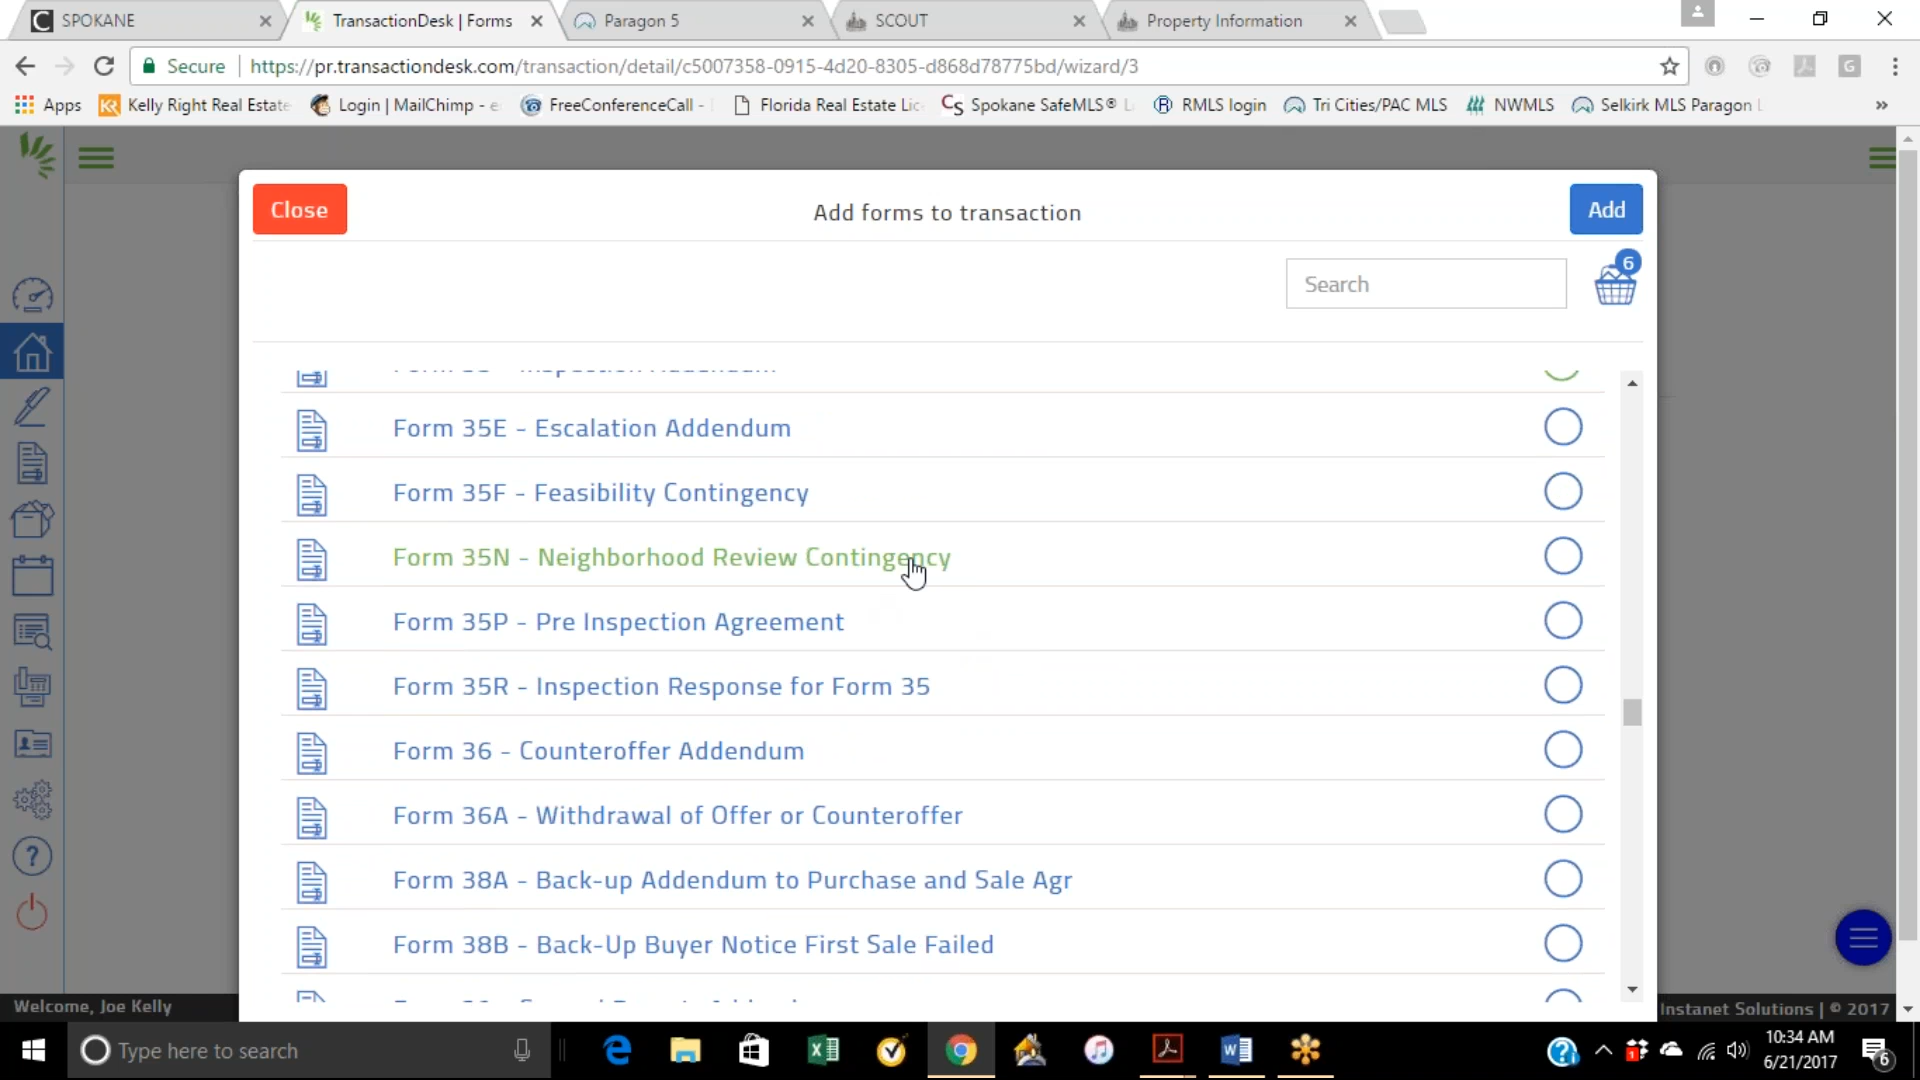 SPOKANE
TransactionDesk | Forms
Paragon 5
SCOUT
Property Information
Secure
https://pr.transactiondesk.com/transaction/detail/c5007358-0915-4d20-8305-d868d78775bd/wizard/3
Apps
Kelly Right Real Estate
Login | MailChimp - e
FreeConferenceCall -
Florida Real Estate Lic
Spokane SafeMLS® L
RMLS login
Tri Cities/PAC MLS
NWMLS
Selkirk MLS Paragon
Close
Add forms to transaction
Add
Search
6
Form 35E - Escalation Addendum
Form 35F - Feasibility Contingency
Form 35N - Neighborhood Review Contingency
Form 35P - Pre Inspection Agreement
Form 35R - Inspection Response for Form 35
Form 36 - Counteroffer Addendum
Form 36A - Withdrawal of Offer or Counteroffer
Form 38A - Back-up Addendum to Purchase and Sale Agr
Form 38B - Back-Up Buyer Notice First Sale Failed
Welcome, Joe Kelly
Instanet Solutions | © 2017
Type here to search
10:34 AM
6/21/2017
6